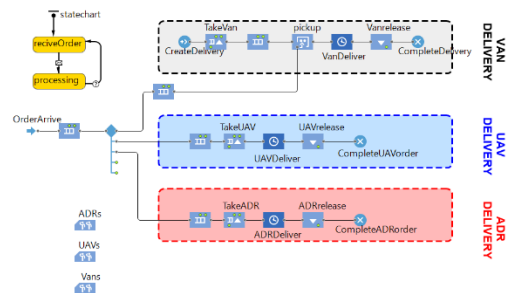 statechart
reciveOrder
processing
TakeVan
pickup
Vanrelease
CreateDelivery
VanDeliver
CompleteDelivery
VAN
DELIVERY
OrderArrive
TakeUAV
UAVrelease
UAVDeliver
CompleteUAVorder
UAV
DELIVERY
TakeADR
ADRrelease
ADRDeliver
CompleteADRorder
ADR
DELIVERY
ADRs
UAVs
Vans